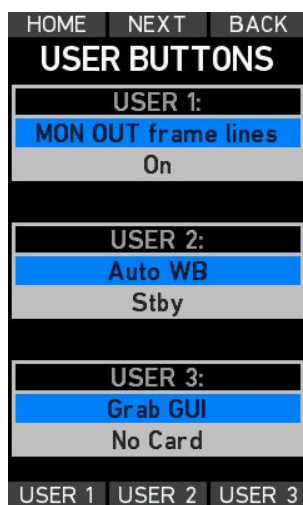 HOME NEXT BACK
USER BUTTONS
USER 1:
MON OUT frame lines
On
USER 2:
Auto WB
Stby
USER 3:
Grab GUI
No Card
USER 1 USER 2 USER 3